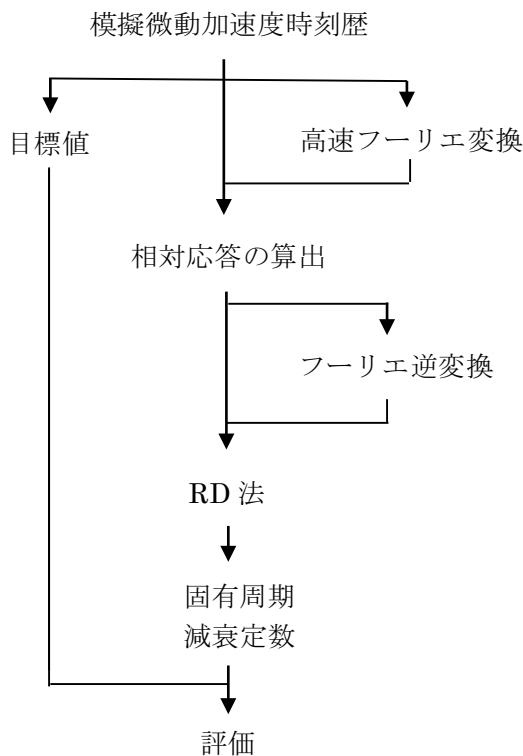 模擬微動加速度時刻歴
目標値
高速フーリエ変換
相対応答の算出
フーリエ逆変換
RD 法
固有周期
減衰定数
評価